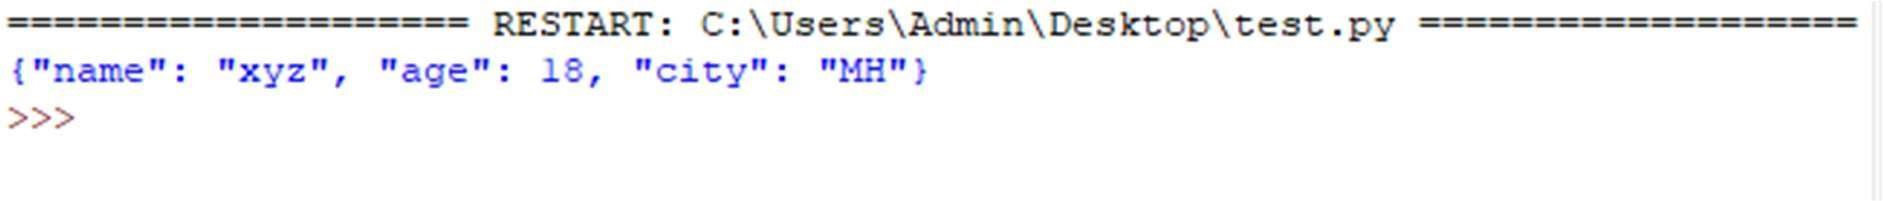 ==================== RESTART: C:\Users\Admin\Desktop\test.py ===================
{"name": "xyz", "age": 18, "city": "MH"}
>>>